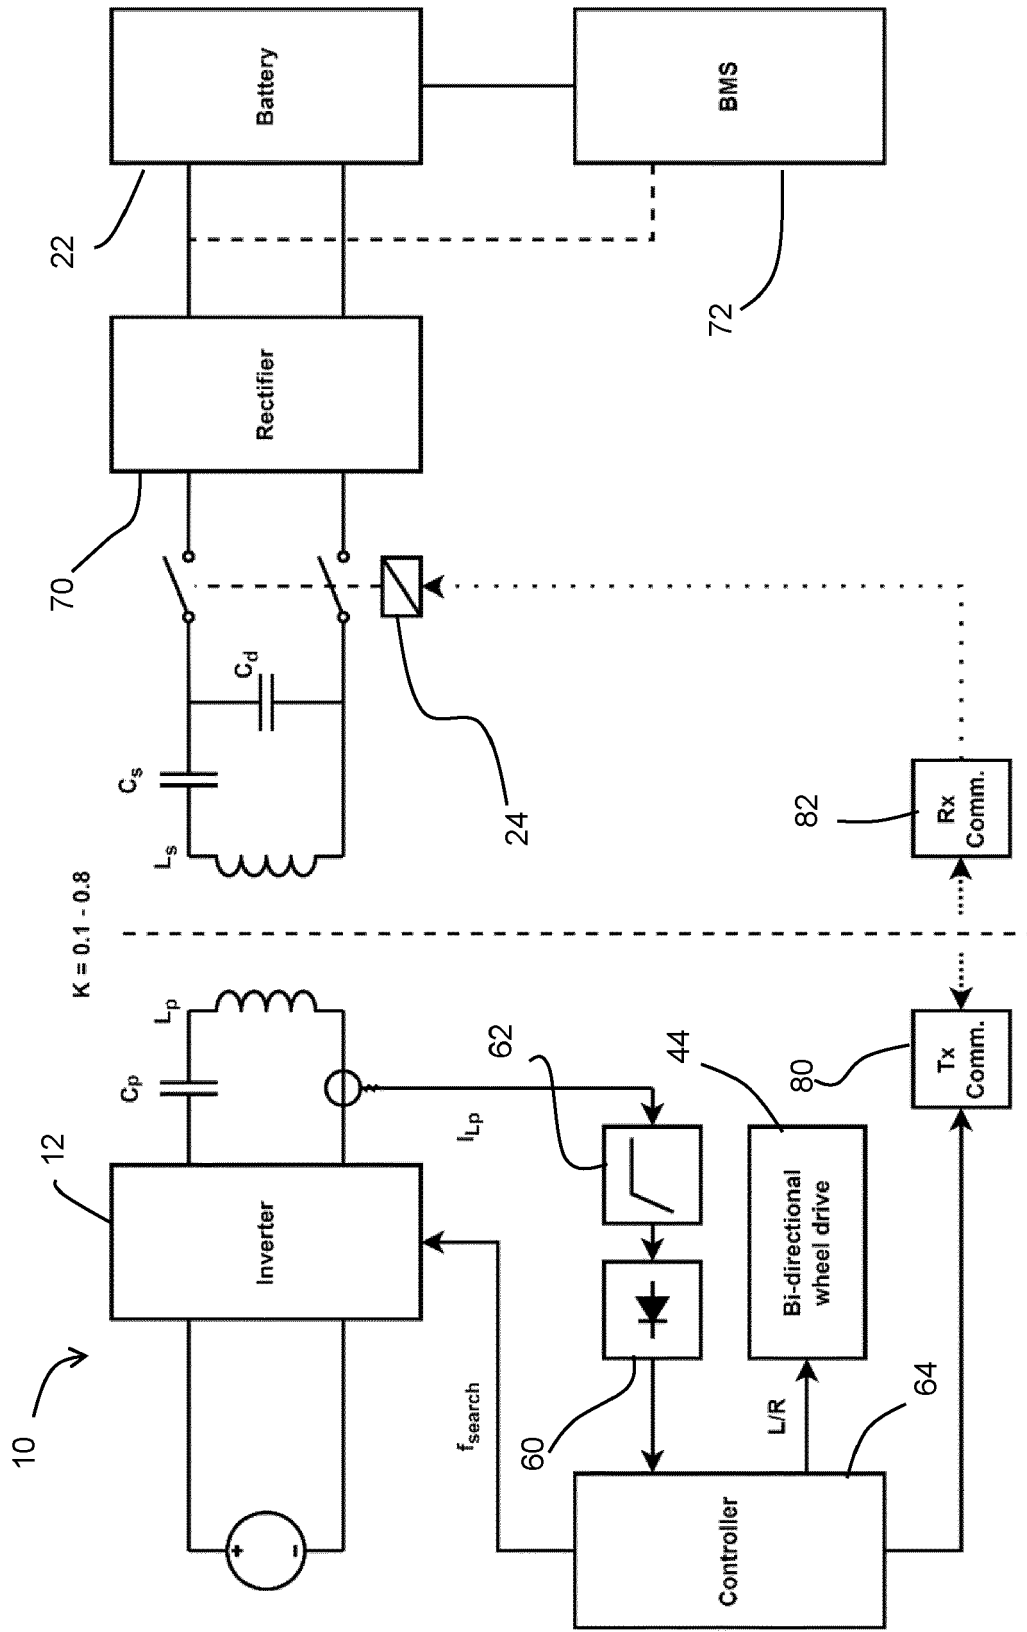 10
12
Inverter
+
-
Cp
Lp
K = 0.1 - 0.8
Ls
Cs
Cd
70
Rectifier
22
Battery
fsearch
ILp
24
62
60
Controller
64
L/R
44
Bi-directional
wheel drive
80
Tx
Comm.
82
Rx
Comm.
72
BMS